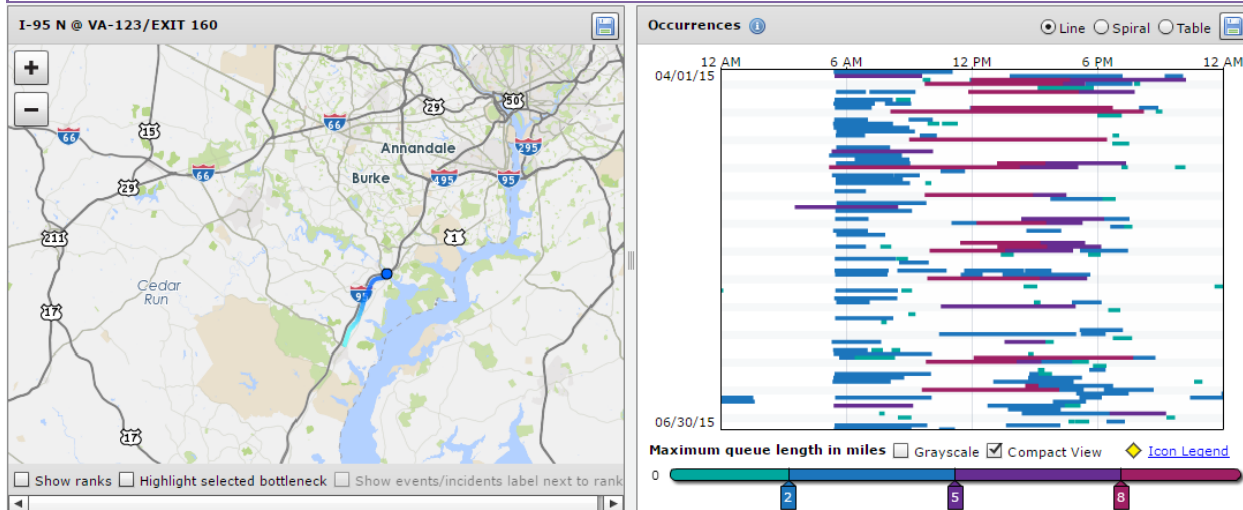 I-95 N @ VA-123/EXIT 160
+
−
66
15
29
66
66
29
50
295
Annandale
Burke
495
95
211
1
Cedar
Run
95
17
17
Show ranks Highlight selected bottleneck Show events/incidents label next to rank
Occurrences i Line Spiral Table
12 AM 6 AM 12 PM 6 PM 12 AM
04/01/15
06/30/15
Maximum queue length in miles Grayscale Compact View Icon Legend
0
2 5 8